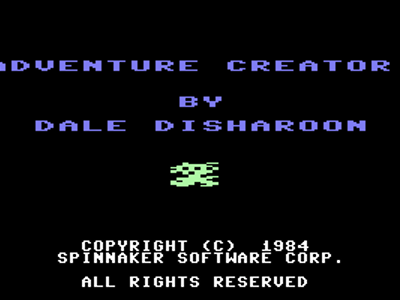 ADVENTURE CREATOR
BY
DALE DISHAROON
COPYRIGHT (C) 1984
SPINNAKER SOFTWARE CORP.
ALL RIGHTS RESERVED